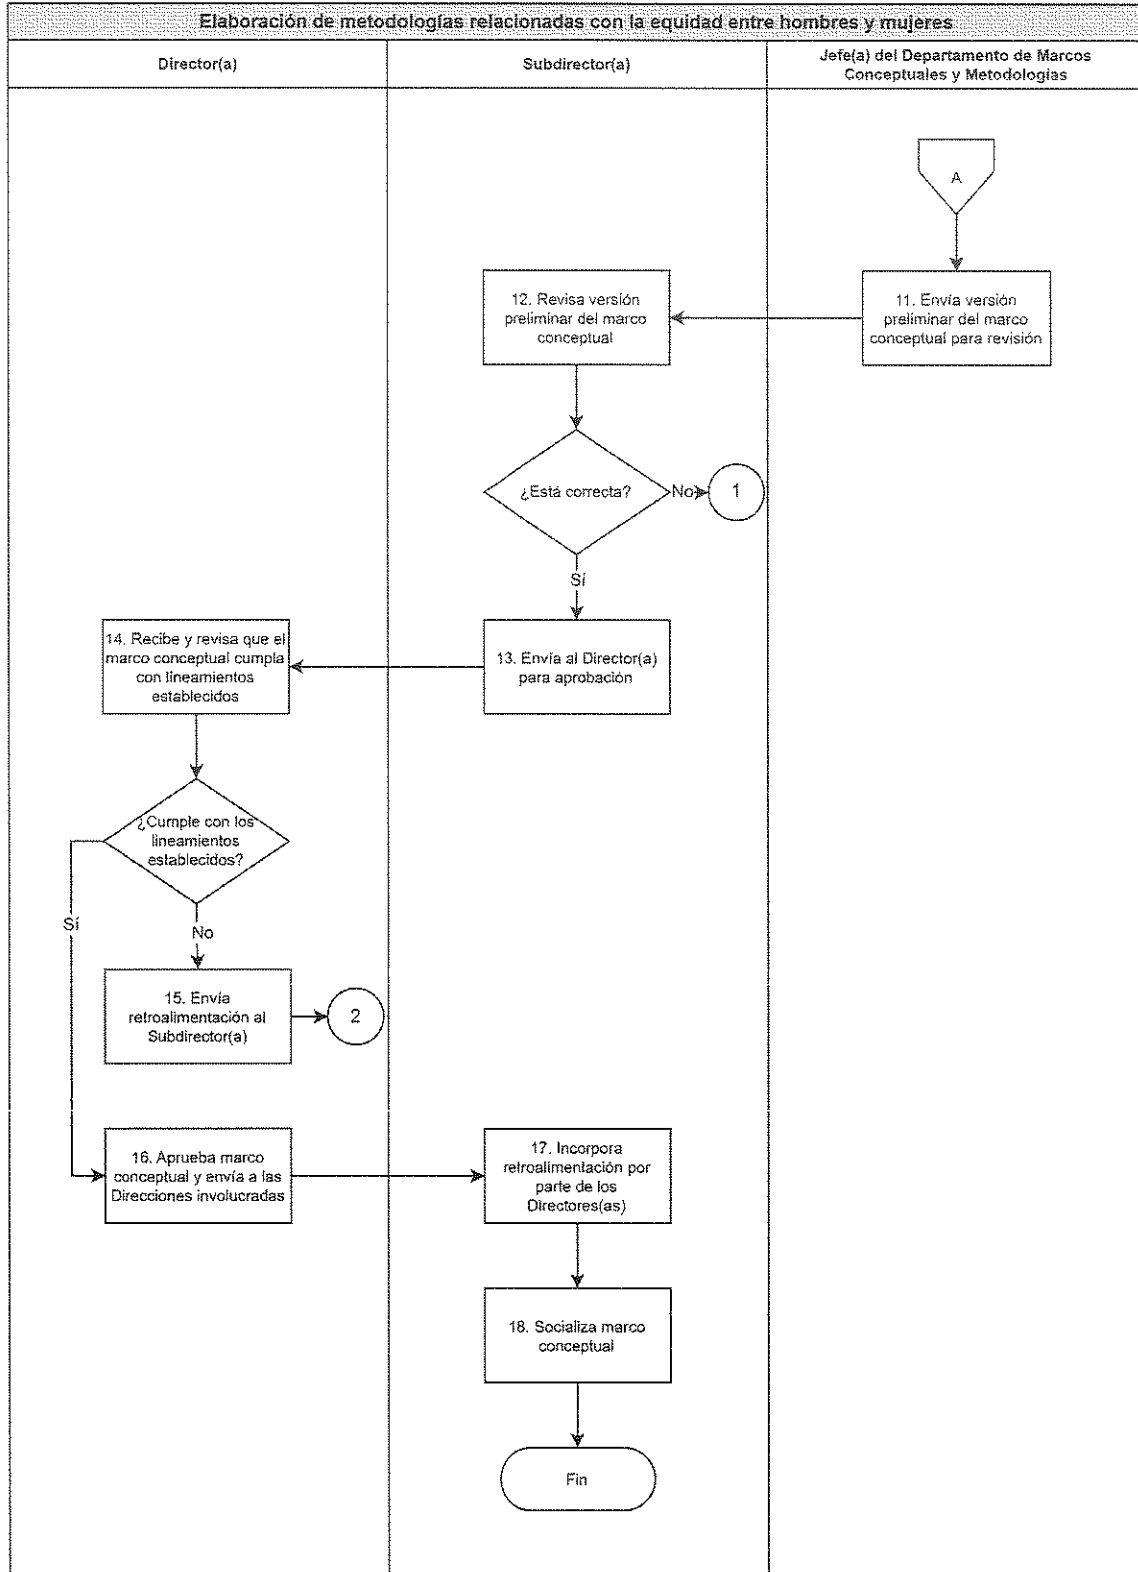 Elaboración de metodologías relacionadas con la equidad entre hombres y mujeres
Director(a)
Subdirector(a)
Jefe(a) del Departamento de Marcos
Conceptuales y Metodologías
A
11. Envía versión
preliminar del marco
conceptual para revisión
12. Revisa versión
preliminar del marco
conceptual
¿Está correcta?
No
1
Sí
13. Envía al Director(a)
para aprobación
14. Recibe y revisa que el
marco conceptual cumpla
con lineamientos
establecidos
¿Cumple con los
lineamientos
establecidos?
Sí
No
15. Envía
retroalimentación al
Subdirector(a)
2
16. Aprueba marco
conceptual y envía a las
Direcciones involucradas
17. Incorpora
retroalimentación por
parte de los
Directores(as)
18. Socializa marco
conceptual
Fin